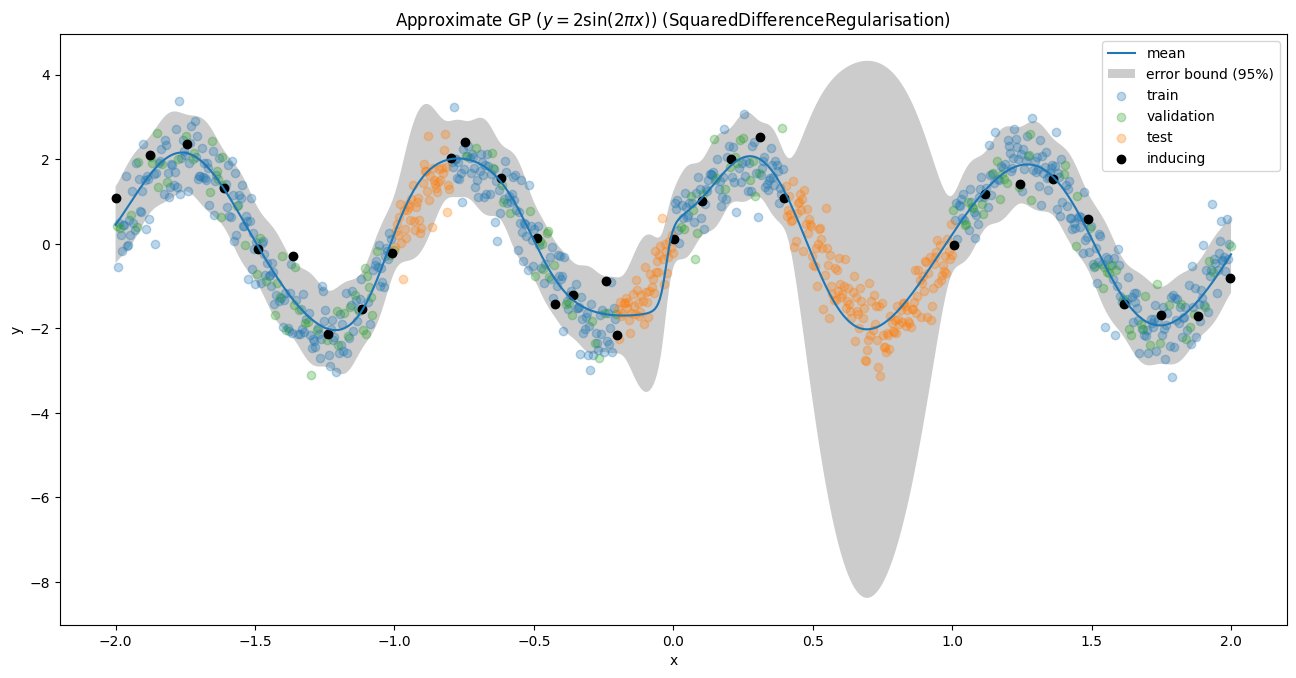 Approximate GP (y = 2sin(2πx)) (SquaredDifferenceRegularisation)
mean
error bound (95%)
train
validation
test
inducing
4
2
0
−2
−4
−6
−8
y
−2.0 −1.5 −1.0 −0.5 0.0 0.5 1.0 1.5 2.0
x